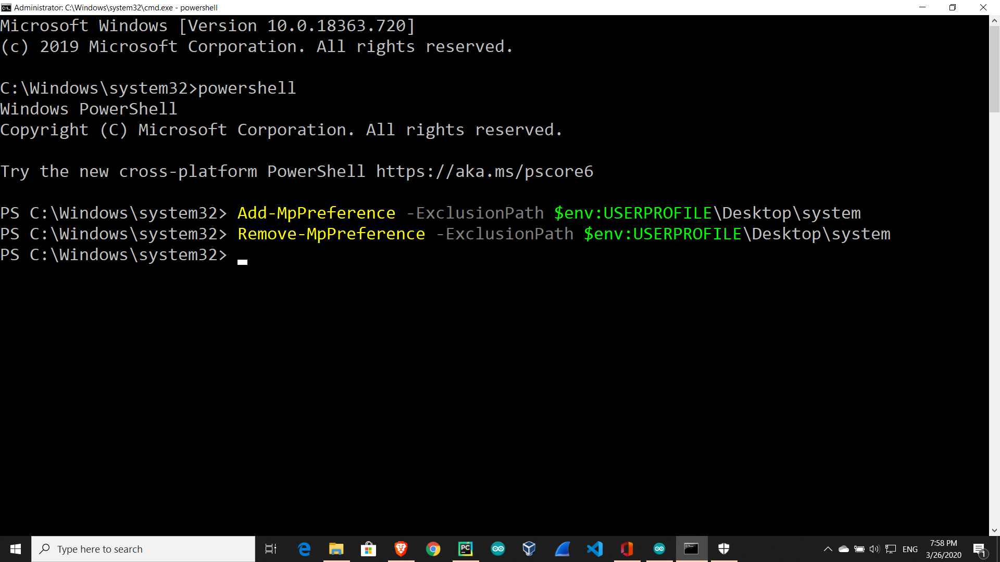 Administrator: C:\Windows\system32\cmd.exe - powershell
Microsoft Windows [Version 10.0.18363.720]
(c) 2019 Microsoft Corporation. All rights reserved.
C:\Windows\system32>powershell
Windows PowerShell
Copyright (C) Microsoft Corporation. All rights reserved.
Try the new cross-platform PowerShell https://aka.ms/pscore6
PS C:\Windows\system32> Add-MpPreference -ExclusionPath $env:USERPROFILE\Desktop\system
PS C:\Windows\system32> Remove-MpPreference -ExclusionPath $env:USERPROFILE\Desktop\system
PS C:\Windows\system32>
Type here to search
PC
ENG
7:58 PM
3/26/2020
1